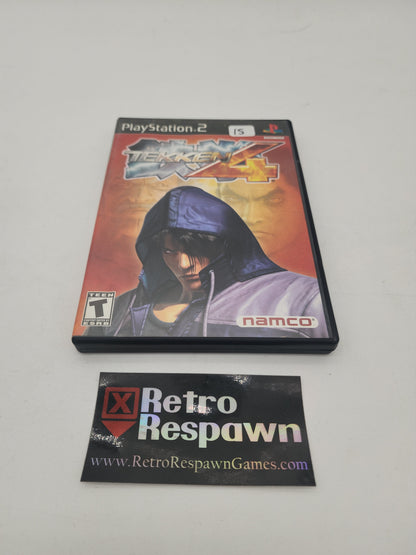 PlayStation 2
15
TEKKEN 4
TEEN
T
ESRB
namco
Retro
Respawn
www.RetroRespawnGames.com